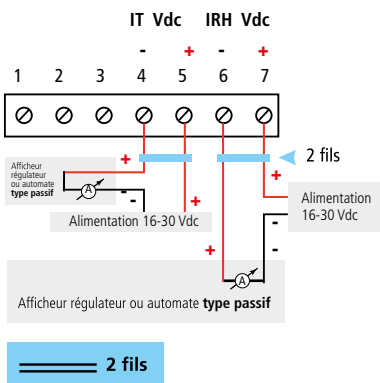 IT Vdc IRH Vdc
- + - +
1 2 3 4 5 6 7
2 fils
Afficheur
régulateur
ou automate
type passif
+
A
-
-
+
Alimentation 16-30 Vdc
+
Alimentation
16-30 Vdc
-
+
-
A
Afficheur régulateur ou automate type passif
2 fils